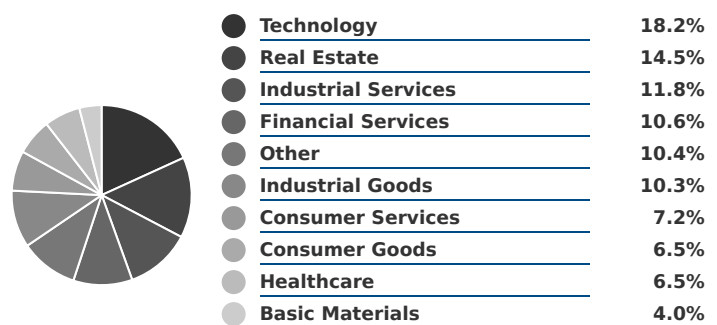 Technology 18.2%
Real Estate 14.5%
Industrial Services 11.8%
Financial Services 10.6%
Other 10.4%
Industrial Goods 10.3%
Consumer Services 7.2%
Consumer Goods 6.5%
Healthcare 6.5%
Basic Materials 4.0%